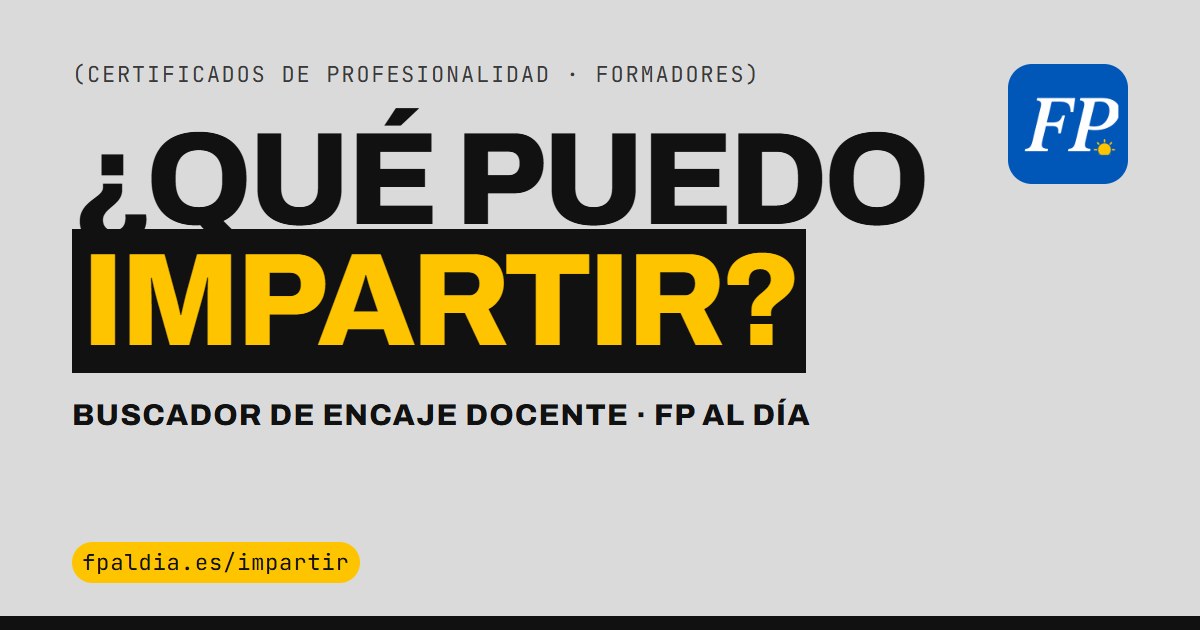 (CERTIFICADOS DE PROFESIONALIDAD · FORMADORES)
FP
¿QUÉ PUEDO
IMPARTIR?
BUSCADOR DE ENCAJE DOCENTE · FP AL DÍA
fpaldia.es/impartir